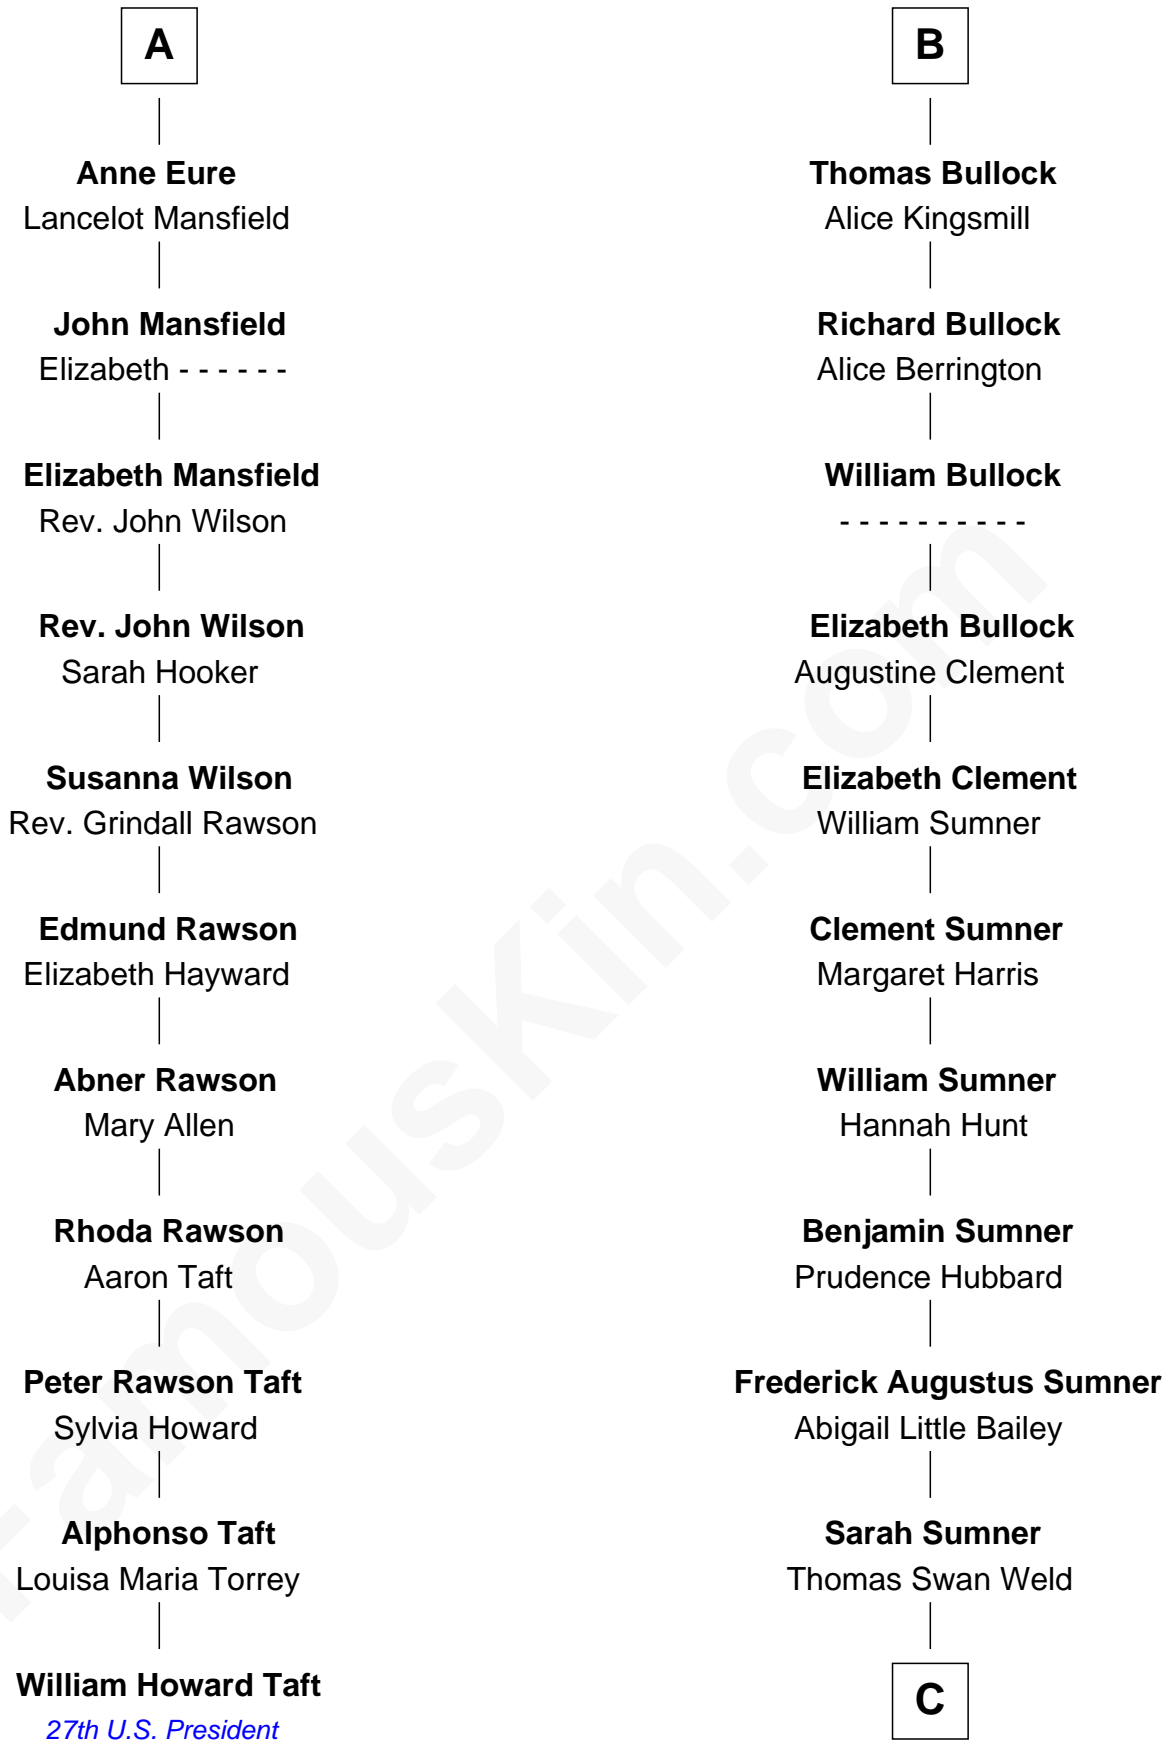 A
Anne Eure
Lancelot Mansfield
John Mansfield
Elizabeth - - - - - -
Elizabeth Mansfield
Rev. John Wilson
Rev. John Wilson
Sarah Hooker
Susanna Wilson
Rev. Grindall Rawson
Edmund Rawson
Elizabeth Hayward
Abner Rawson
Mary Allen
Rhoda Rawson
Aaron Taft
Peter Rawson Taft
Sylvia Howard
Alphonso Taft
Louisa Maria Torrey
William Howard Taft
27th U.S. President
B
Thomas Bullock
Alice Kingsmill
Richard Bullock
Alice Berrington
William Bullock
- - - - - - - - - -
Elizabeth Bullock
Augustine Clement
Elizabeth Clement
William Sumner
Clement Sumner
Margaret Harris
William Sumner
Hannah Hunt
Benjamin Sumner
Prudence Hubbard
Frederick Augustus Sumner
Abigail Little Bailey
Sarah Sumner
Thomas Swan Weld
C
FamousKin.com